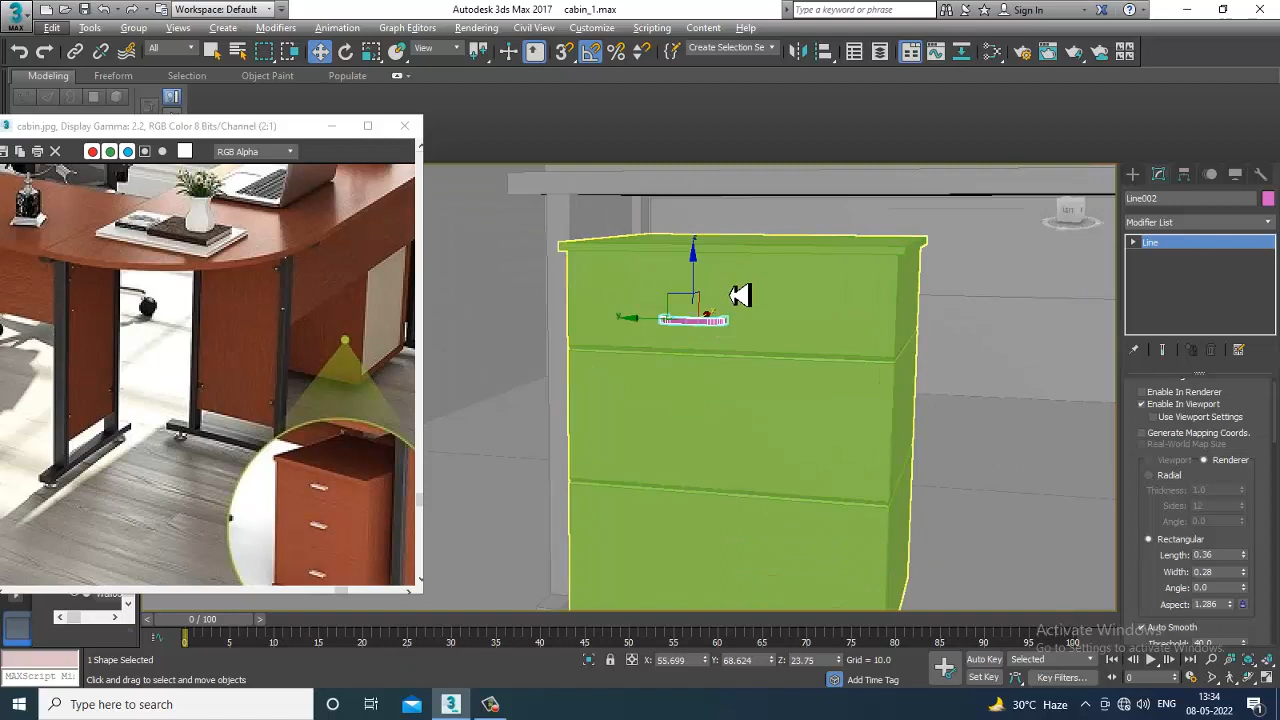 Workspace: Default
Autodesk 3ds Max 2017    cabin_1.max
Type a keyword or phrase
Sign In
MAX
Edit Tools Group Views Create Modifiers Animation Graph Editors Rendering Civil View Customize Scripting Content Help
All
View
Create Selection Se
Modeling Freeform Selection Object Paint Populate
cabin.jpg, Display Gamma: 2.2, RGB Color 8 Bits/Channel (2:1)
RGB Alpha
Line002
Modifier List
Line
z
y
Enable In Renderer
Enable In Viewport
Use Viewport Settings
Generate Mapping Coords.
Real-World Map Size
Viewport Renderer
Radial
Thickness: 1.0
Sides: 12
Angle: 0.0
Rectangular
Length: 0.36
Width: 0.28
Angle: 0.0
Aspect: 1.286
Auto Smooth
Activate Windows
Go to Settings to activate Windows.
0 / 100
0 5 10 15 20 25 30 35 40 45 50 55 60 65 70 75 80 85 90 95 100
1 Shape Selected
X: 55.699 Y: 68.624 Z: 23.75 Grid = 10.0
Auto Key Selected
MAXScript Mi
Click and drag to select and move objects
Add Time Tag
Set Key Key Filters...
0
Type here to search
30°C Haze
ENG
13:34
08-05-2022